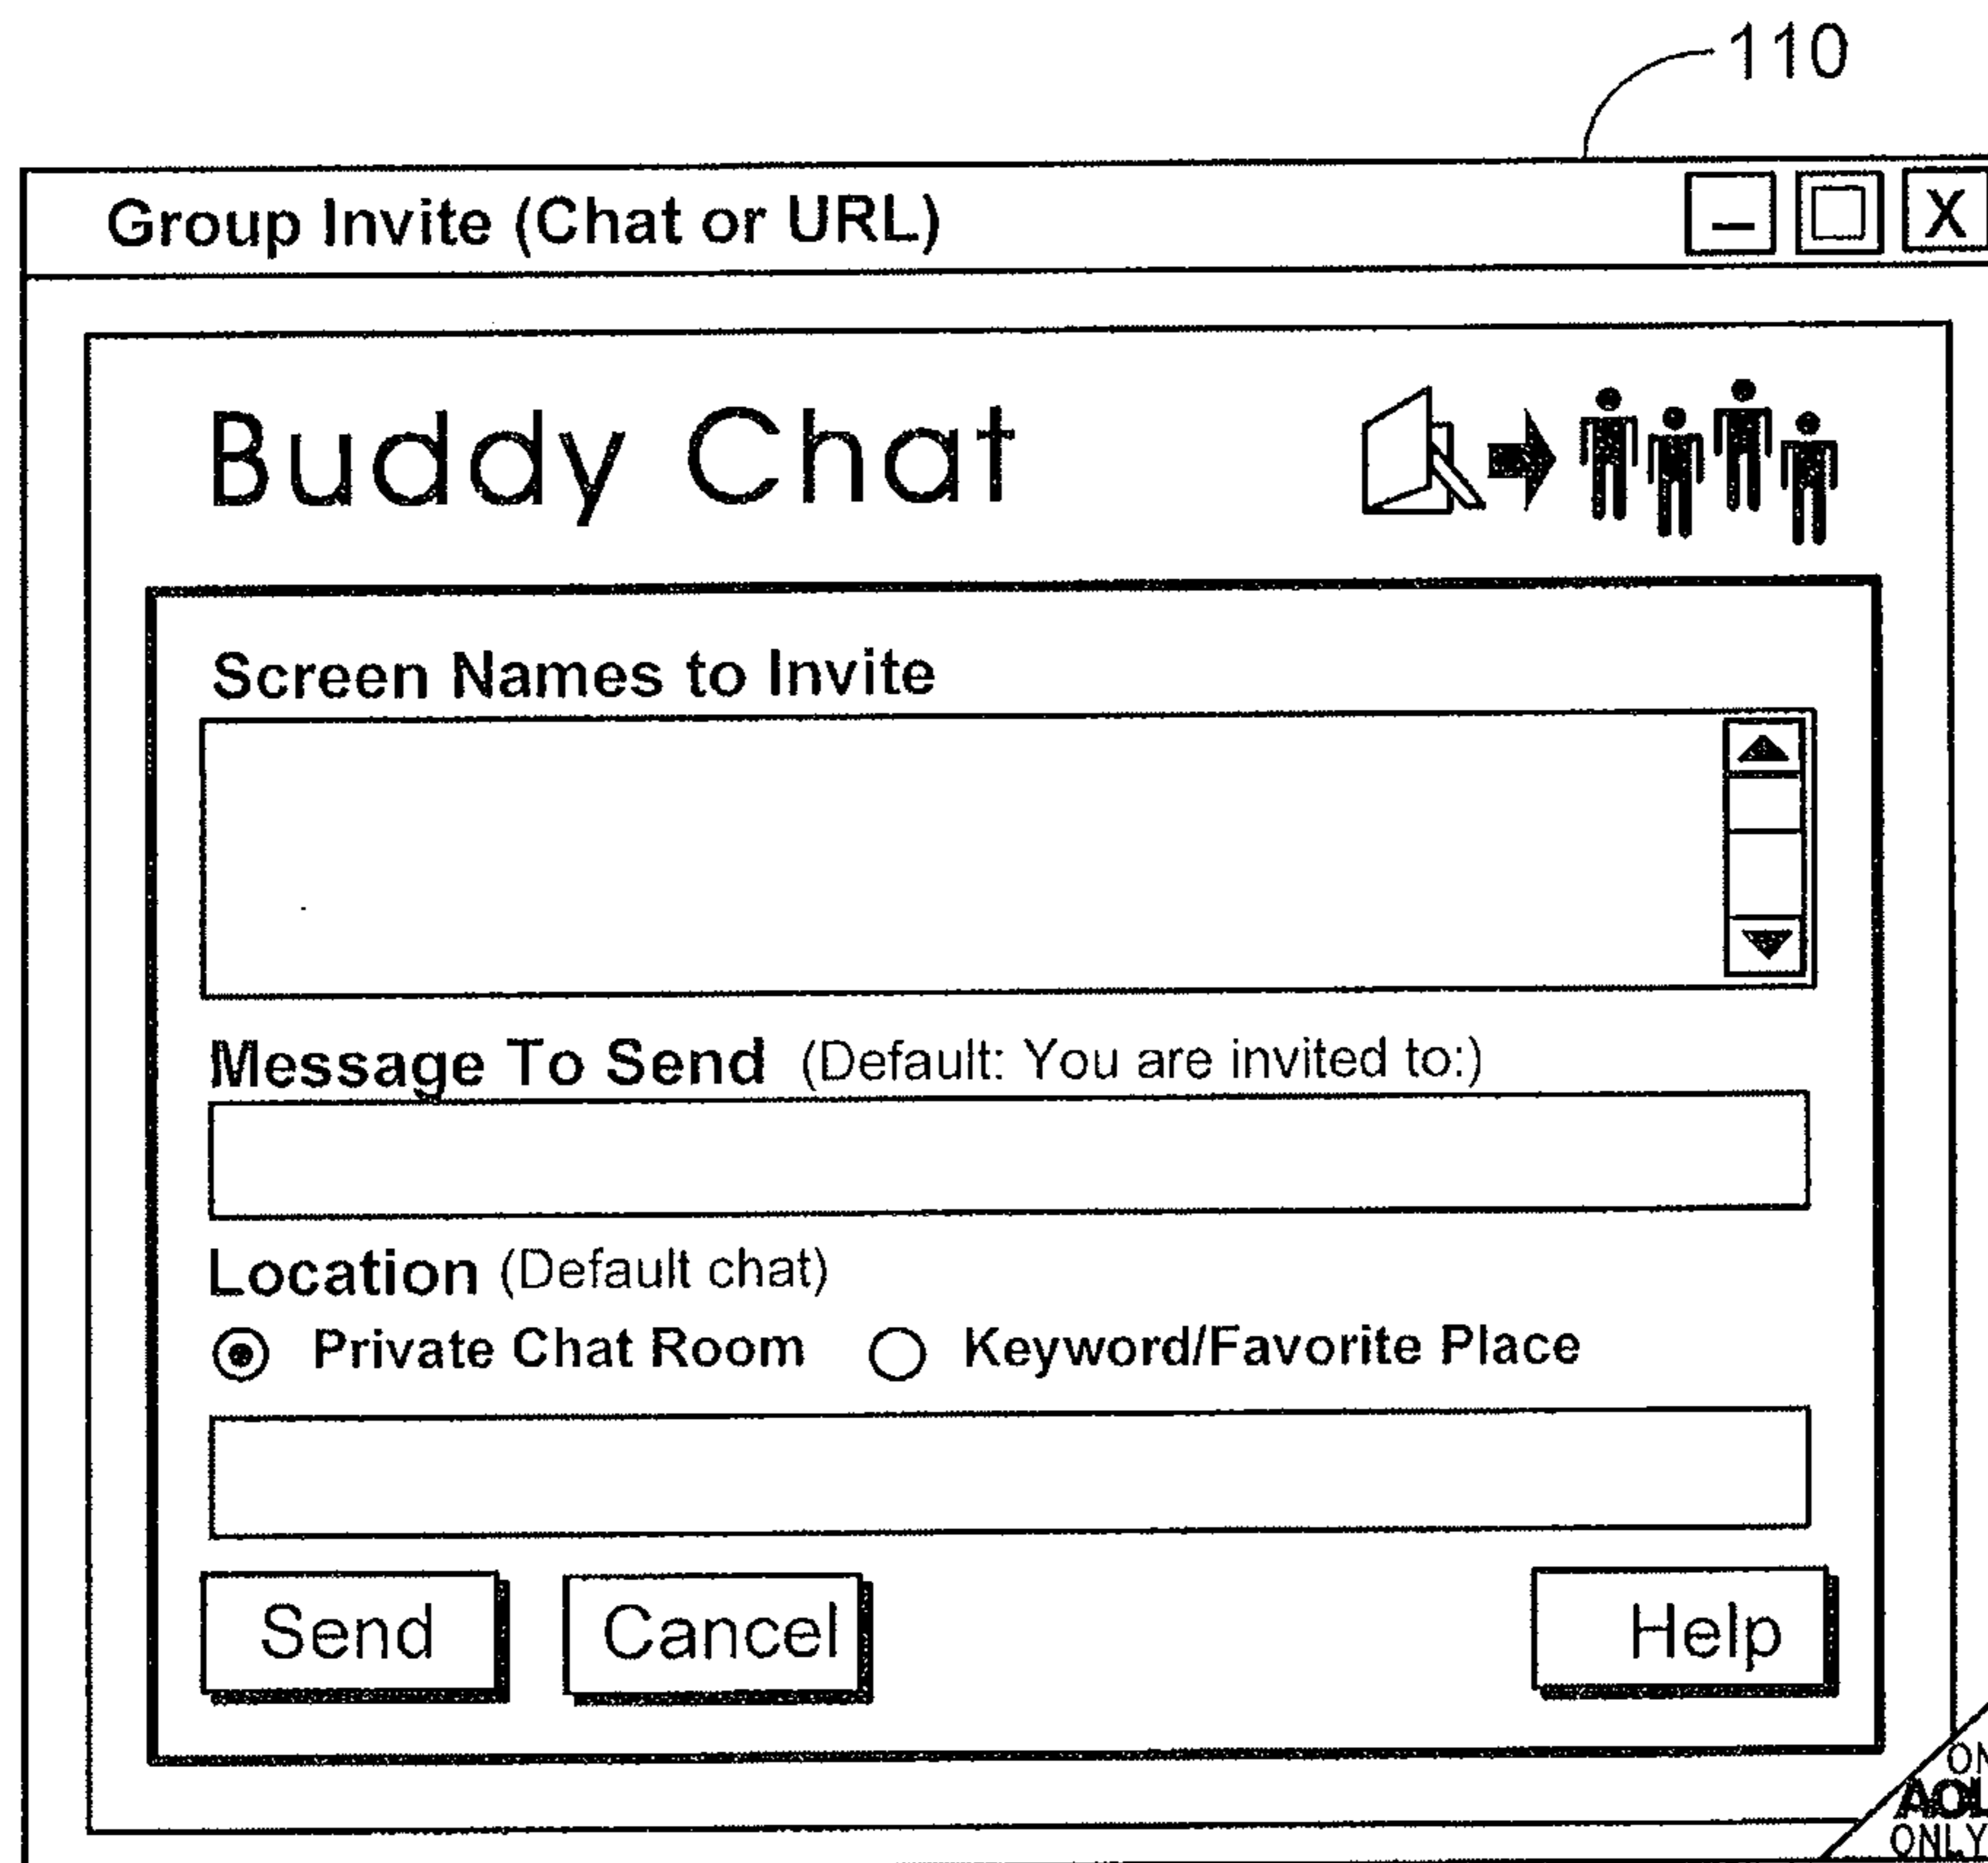 110
Group Invite (Chat or URL)
X
Buddy Chat
Screen Names to Invite
Message To Send (Default: You are invited to:)
Location (Default chat)
Private Chat Room Keyword/Favorite Place
Send Cancel Help
ON
AOL
ONLY